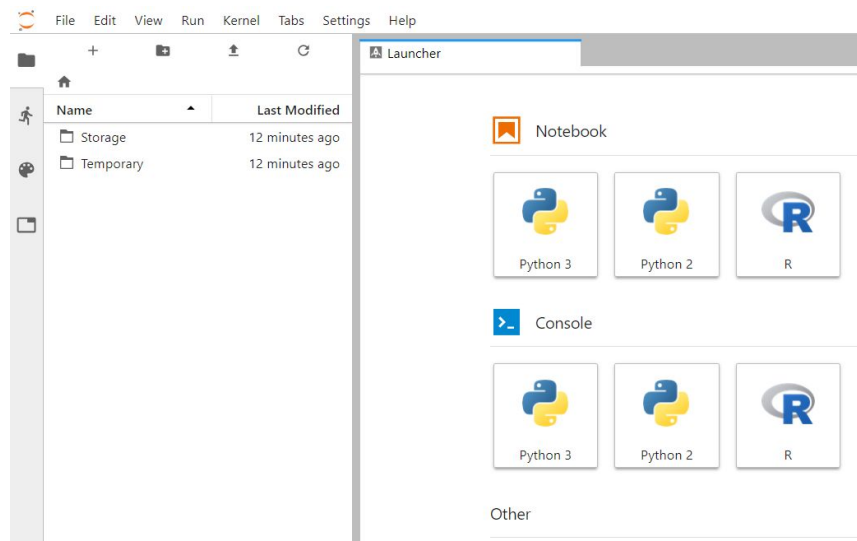 File Edit View Run Kernel Tabs Settings Help
Launcher
Name Last Modified
Storage 12 minutes ago
Temporary 12 minutes ago
Notebook
Python 3 Python 2 R
Console
Python 3 Python 2 R
Other